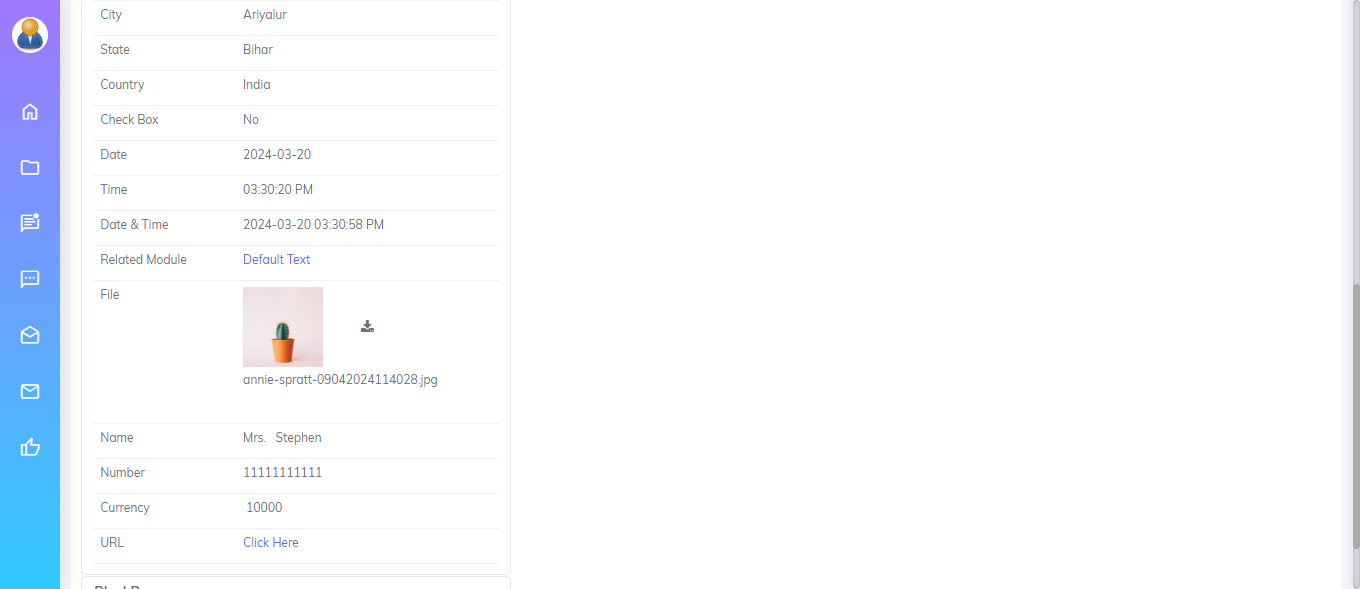 City Ariyalur
State Bihar
Country India
Check Box No
Date 2024-03-20
Time 03:30:20 PM
Date & Time 2024-03-20 03:30:58 PM
Related Module Default Text
File
annie-spratt-09042024114028.jpg
Name Mrs. Stephen
Number 11111111111
Currency 10000
URL Click Here